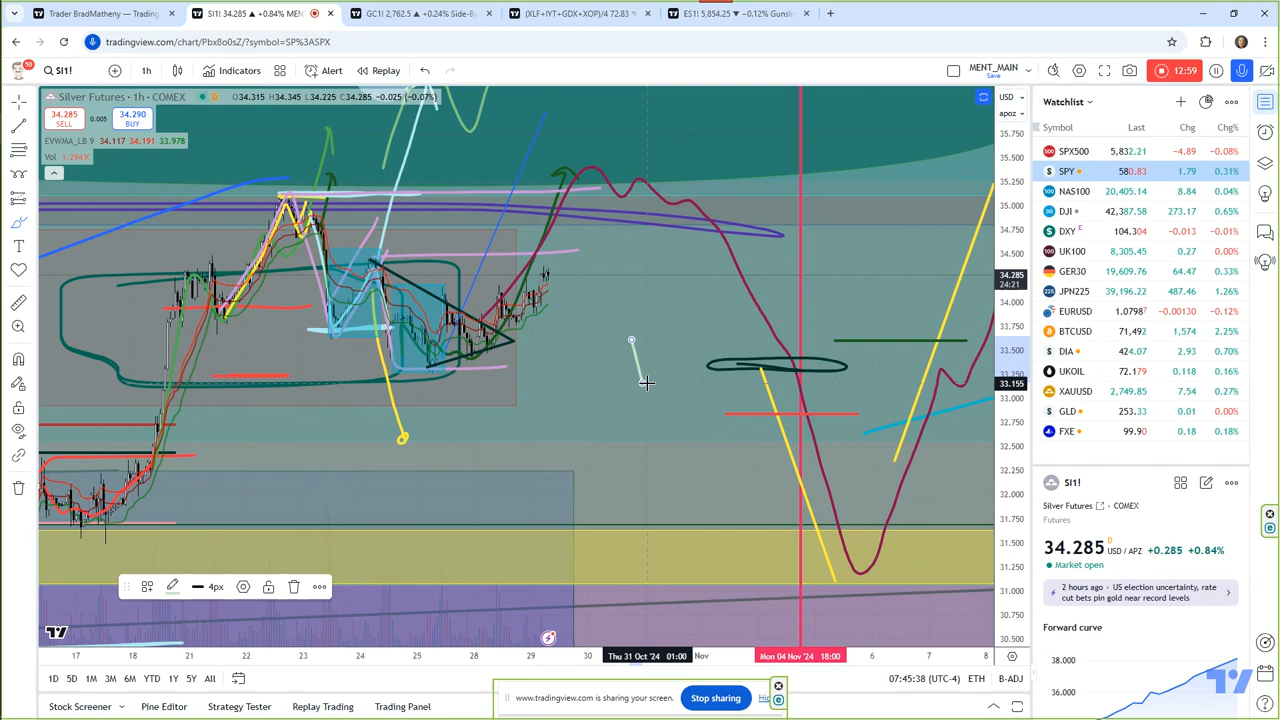 Trader BradMatheny — Trading
SI1! 34.285 ▲ +0.84% MEN
GC1! 2,762.5 ▲ +0.24% Side-By
(XLF+IYT+GDX+XOP)/4 72.83 ▼
ES1! 5,854.25 ▼ −0.12% Gunsli
tradingview.com/chart/Pbx8o0sZ/?symbol=SP%3ASPX
50
SI1!
1h
Indicators
Alert
Replay
MENT_MAIN
Save
12:59
Silver Futures · 1h · COMEX
D
O34.315 H34.345 L34.225 C34.285 −0.025 (−0.07%)
34.285
SELL
0.005
34.290
BUY
EVWMA_LB 9 34.117 34.191 33.978
Vol 1.294K
USD
apoz
35.750
35.500
35.250
35.000
34.750
34.500
34.285
24:21
34.000
33.750
33.500
33.250
33.155
33.000
32.750
32.500
32.250
32.000
31.750
31.500
31.250
31.000
30.750
30.500
4px
17
21
22
23
24
25
28
29
30
Thu 31 Oct '24 01:00
Nov
Mon 04 Nov '24 18:00
6
7
8
1D 5D 1M 3M 6M YTD 1Y 5Y All
07:45:38 (UTC-4) ETH B-ADJ
Stock Screener
Pine Editor
Strategy Tester
Replay Trading
Trading Panel
www.tradingview.com is sharing your screen.
Stop sharing
Watchlist
Symbol Last Chg Chg%
SPX500 5,832.21 −4.89 −0.08%
SPY 580.83 1.79 0.31%
NAS100 20,405.14 8.84 0.04%
DJI 42,387.58 273.17 0.65%
DXY E 104.304 −0.013 −0.01%
UK100 8,305.45 0.27 0.00%
GER30 19,609.76 64.47 0.33%
JPN225 39,196.22 487.46 1.26%
EURUSD 1.07987 −0.00130 −0.12%
BTCUSD 71,492 1,574 2.25%
DIA 424.07 2.93 0.70%
UKOIL 72.179 0.118 0.16%
XAUUSD 2,749.85 7.54 0.27%
GLD 253.33 0.01 0.00%
FXE 99.90 0.18 0.18%
SI1!
Silver Futures · COMEX
Futures
34.285 D USD / APZ +0.285 +0.84%
Market open
2 hours ago · US election uncertainty, rate
cut bets pin gold near record levels
Forward curve
38.000
36.000